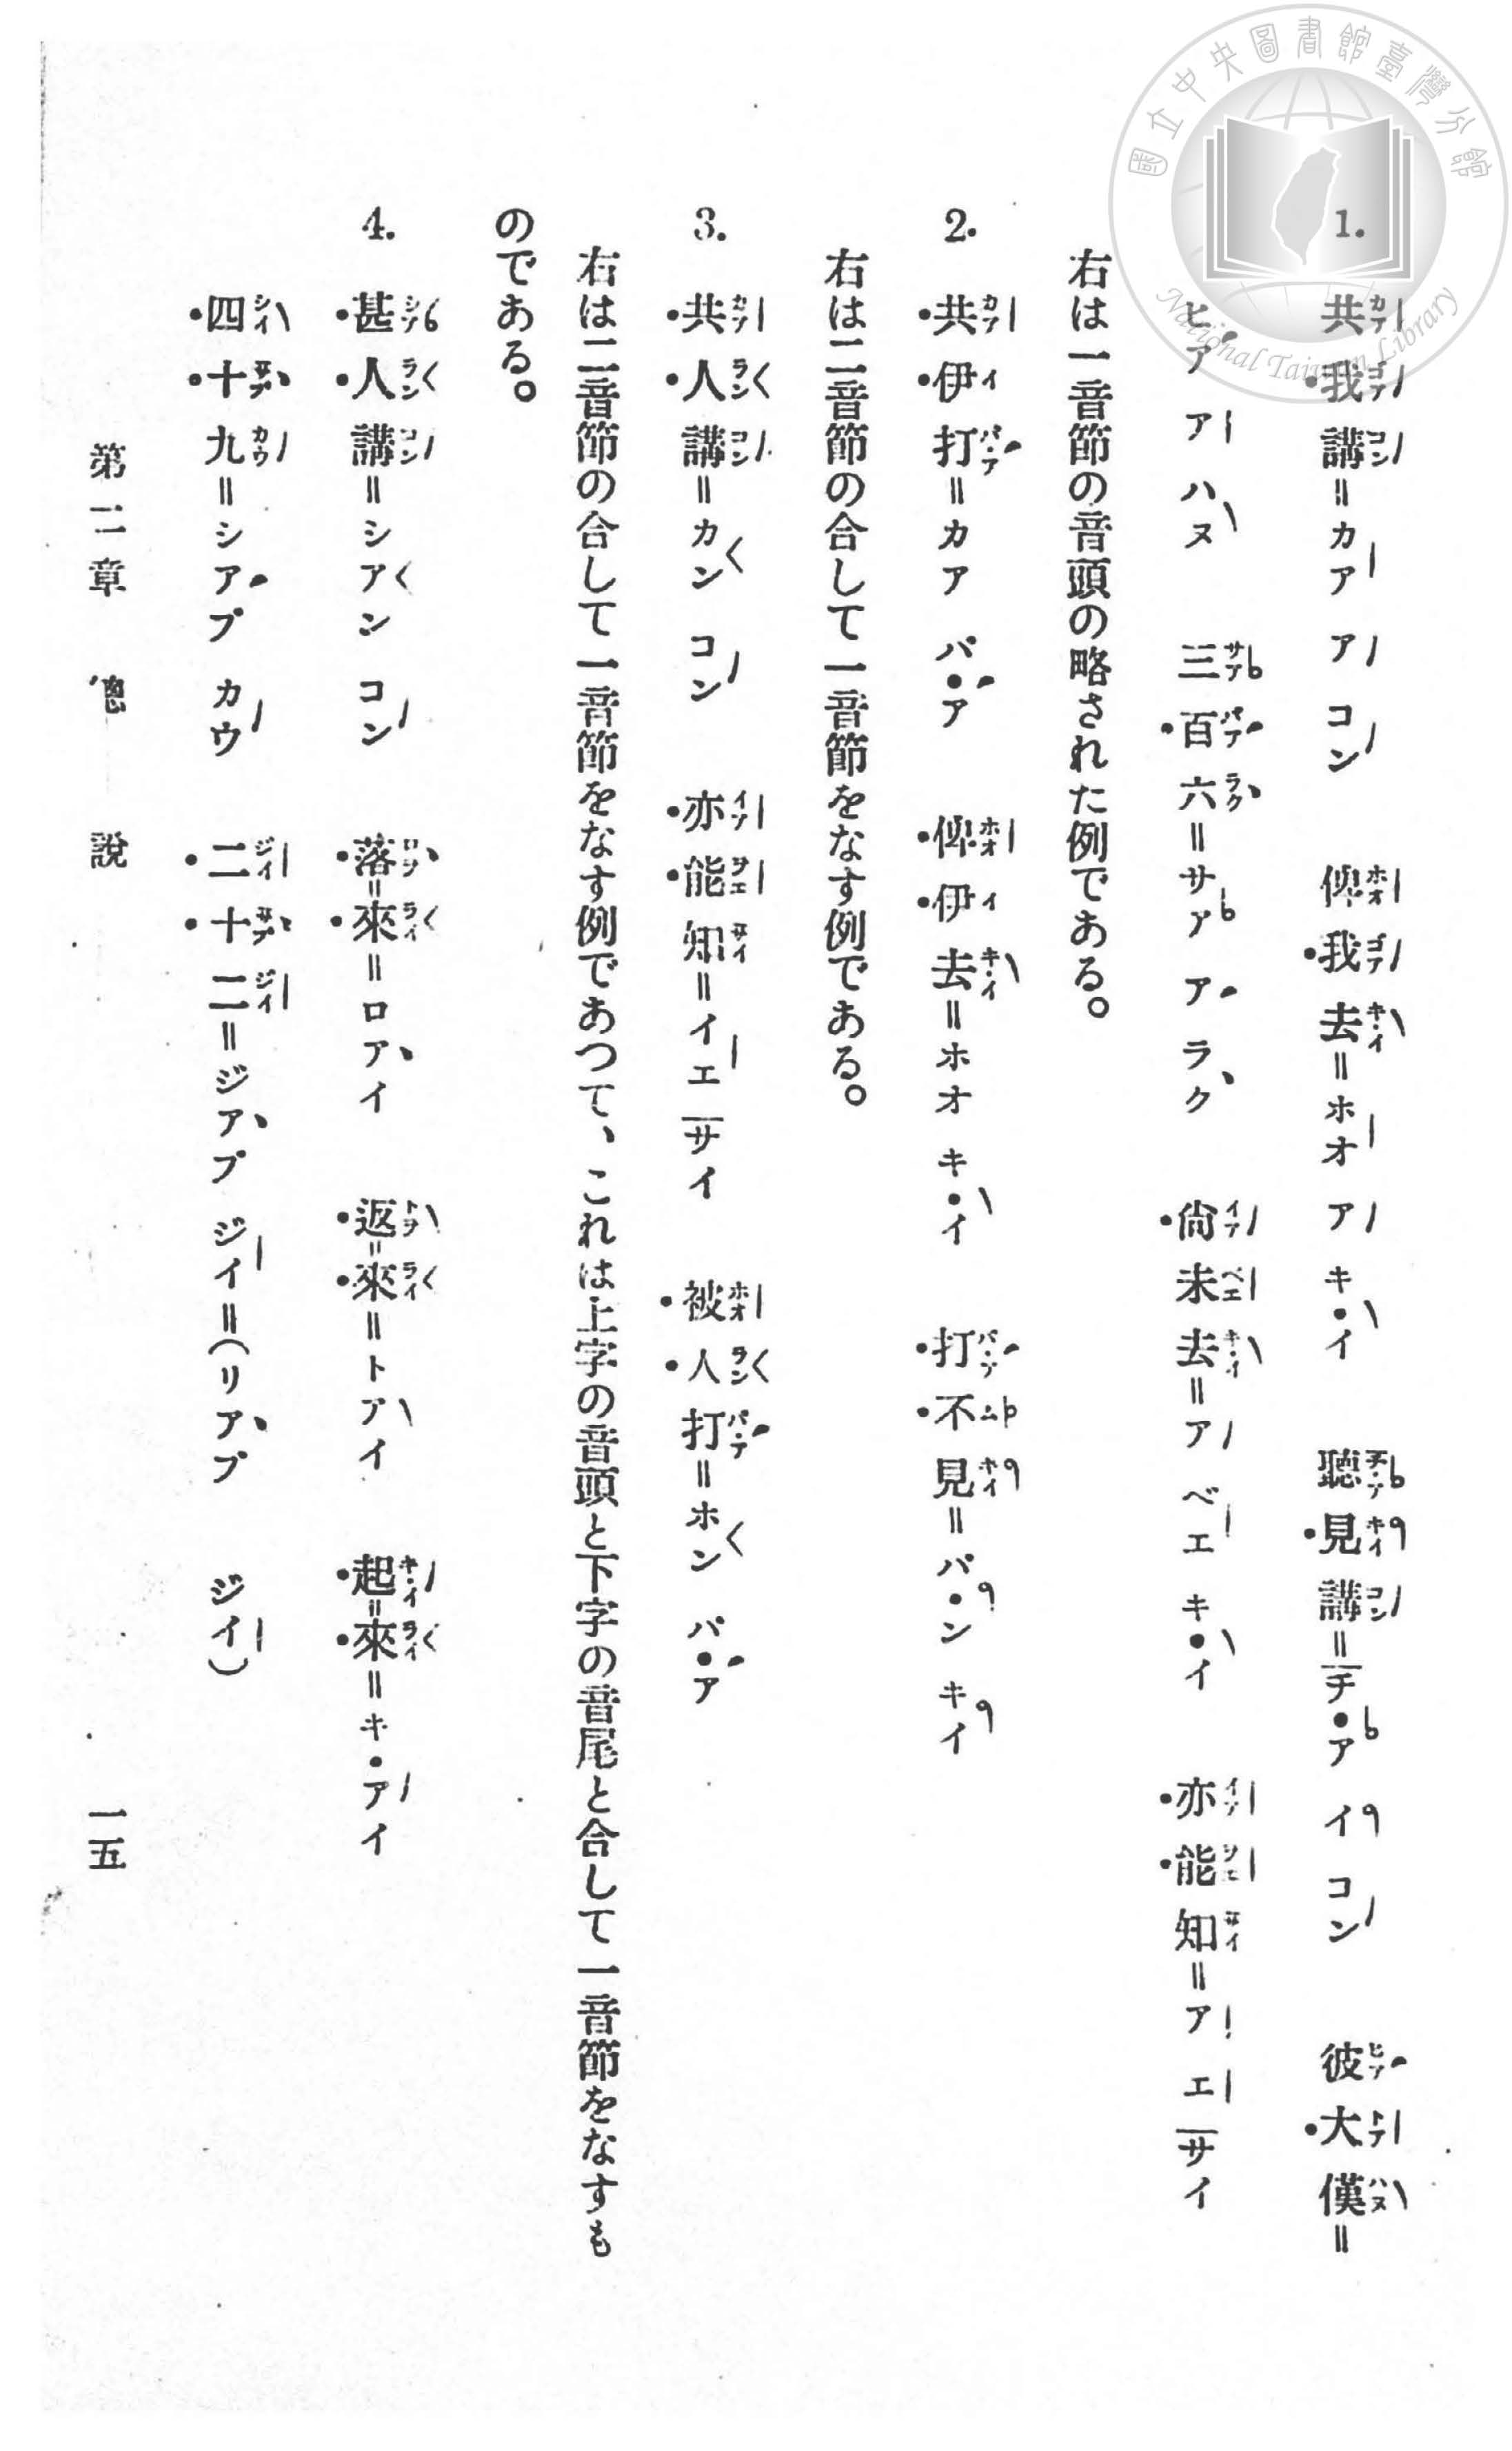 國立中央圖書館臺灣分館
National Taiwan Library
1. 共我講＝カア ア コン 俾我去＝ホオ ア キ・イ 聽見講＝チ・ア イ コン 彼大漢＝
ヒア ア ハヌ 三百六＝サア ア ラク 尙未去＝ア ベエ キ・イ 亦能知＝ア エ サイ
右は一音節の音頭の略された例である。
2. 共伊打＝カア パ・ア 俾伊去＝ホオ キ・イ 打不見＝パ・ン キイ
右は二音節の合して一音節をなす例である。
3. 共人講＝カン コン 亦能知＝イエ サイ 被人打＝ホン パ・ア
右は二音節の合して一音節をなす例であつて、これは上字の音頭と下字の音尾と合して一音節をなすも
のである。
4. 甚人講＝シアン コン 落＝來＝ロアイ 返＝來＝トアイ 起＝來＝キ・アイ
四十九＝シアプ カウ 二十二＝ジアプ ジイ＝（リアプ ジイ）
第二章 總說 一五